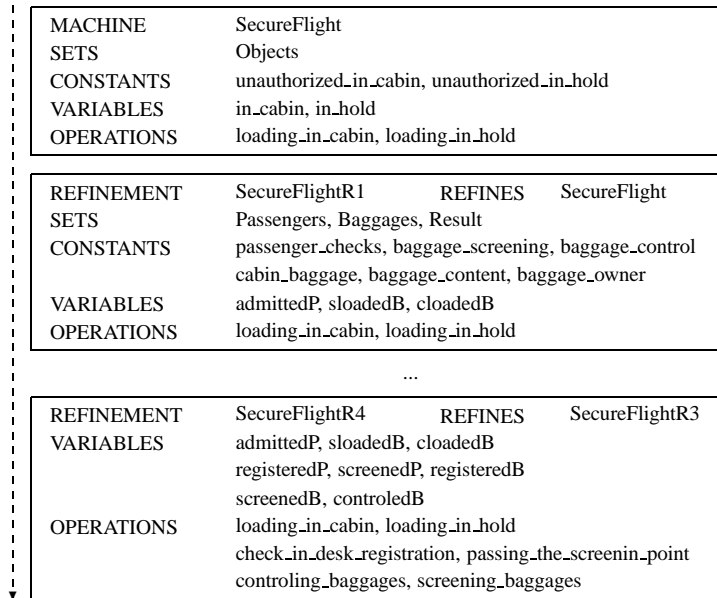 MACHINE SecureFlight
SETS Objects
CONSTANTS unauthorized_in_cabin, unauthorized_in_hold
VARIABLES in_cabin, in_hold
OPERATIONS loading_in_cabin, loading_in_hold
REFINEMENT SecureFlightR1 REFINES SecureFlight
SETS Passengers, Baggages, Result
CONSTANTS passenger_checks, baggage_screening, baggage_control
cabin_baggage, baggage_content, baggage_owner
VARIABLES admittedP, sloadedB, cloadedB
OPERATIONS loading_in_cabin, loading_in_hold
...
REFINEMENT SecureFlightR4 REFINES SecureFlightR3
VARIABLES admittedP, sloadedB, cloadedB
registeredP, screenedP, registeredB
screenedB, controledB
OPERATIONS loading_in_cabin, loading_in_hold
check_in_desk_registration, passing_the_screenin_point
controling_baggages, screening_baggages